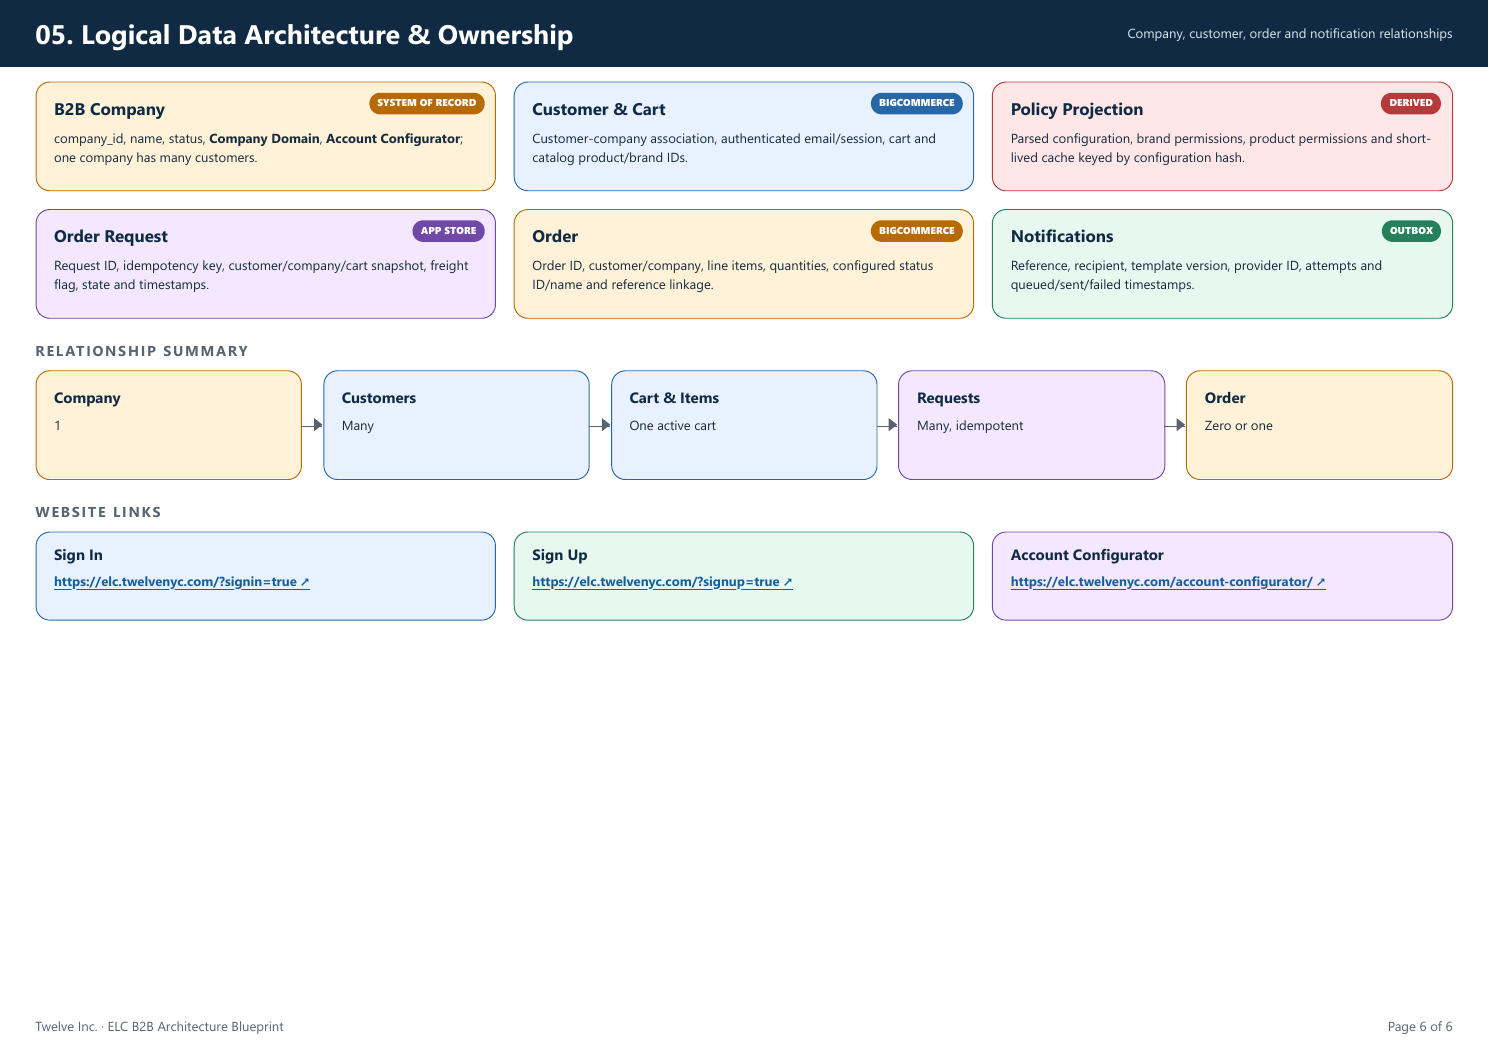 05. Logical Data Architecture & Ownership
Company, customer, order and notification relationships
B2B Company
SYSTEM OF RECORD
company_id, name, status, Company Domain, Account Configurator;
one company has many customers.
Customer & Cart
BIGCOMMERCE
Customer-company association, authenticated email/session, cart and
catalog product/brand IDs.
Policy Projection
DERIVED
Parsed configuration, brand permissions, product permissions and short-
lived cache keyed by configuration hash.
Order Request
APP STORE
Request ID, idempotency key, customer/company/cart snapshot, freight
flag, state and timestamps.
Order
BIGCOMMERCE
Order ID, customer/company, line items, quantities, configured status
ID/name and reference linkage.
Notifications
OUTBOX
Reference, recipient, template version, provider ID, attempts and
queued/sent/failed timestamps.
RELATIONSHIP SUMMARY
Company
1
Customers
Many
Cart & Items
One active cart
Requests
Many, idempotent
Order
Zero or one
WEBSITE LINKS
Sign In
https://elc.twelvenyc.com/?signin=true ↗
Sign Up
https://elc.twelvenyc.com/?signup=true ↗
Account Configurator
https://elc.twelvenyc.com/account-configurator/ ↗
Twelve Inc. · ELC B2B Architecture Blueprint
Page 6 of 6